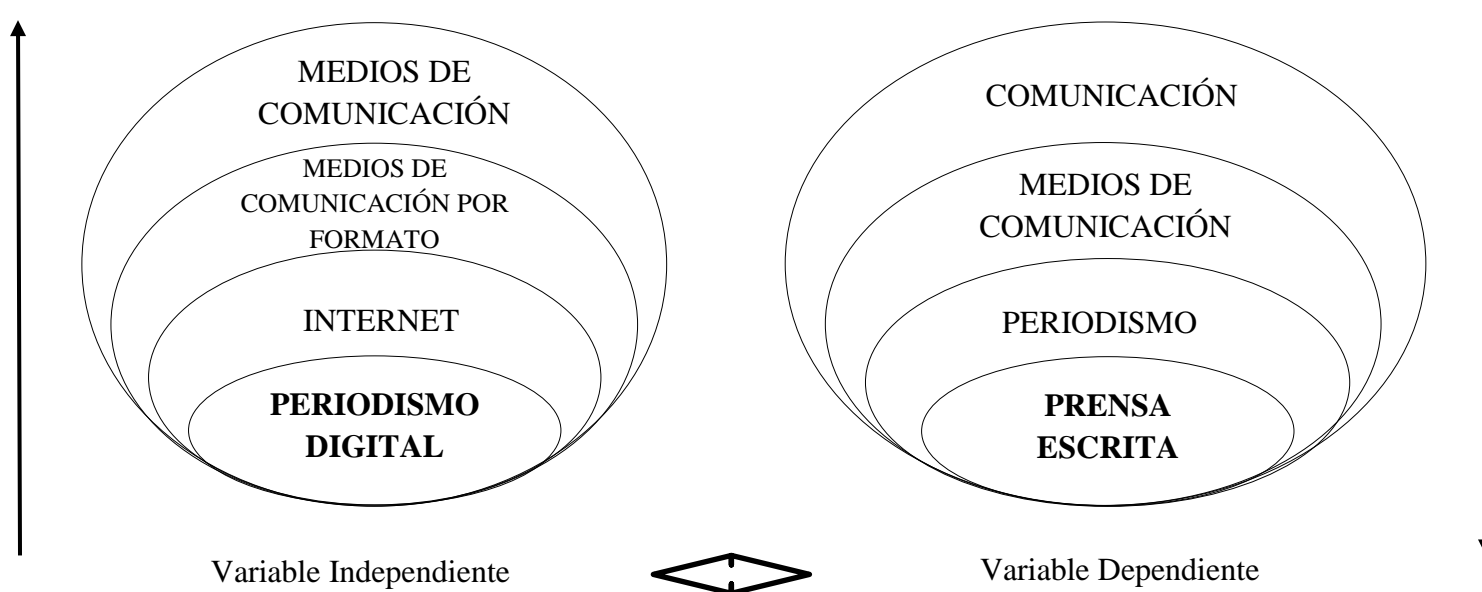 MEDIOS DE
COMUNICACIÓN
MEDIOS DE
COMUNICACIÓN POR
FORMATO
INTERNET
PERIODISMO
DIGITAL
Variable Independiente
COMUNICACIÓN
MEDIOS DE
COMUNICACIÓN
PERIODISMO
PRENSA
ESCRITA
Variable Dependiente